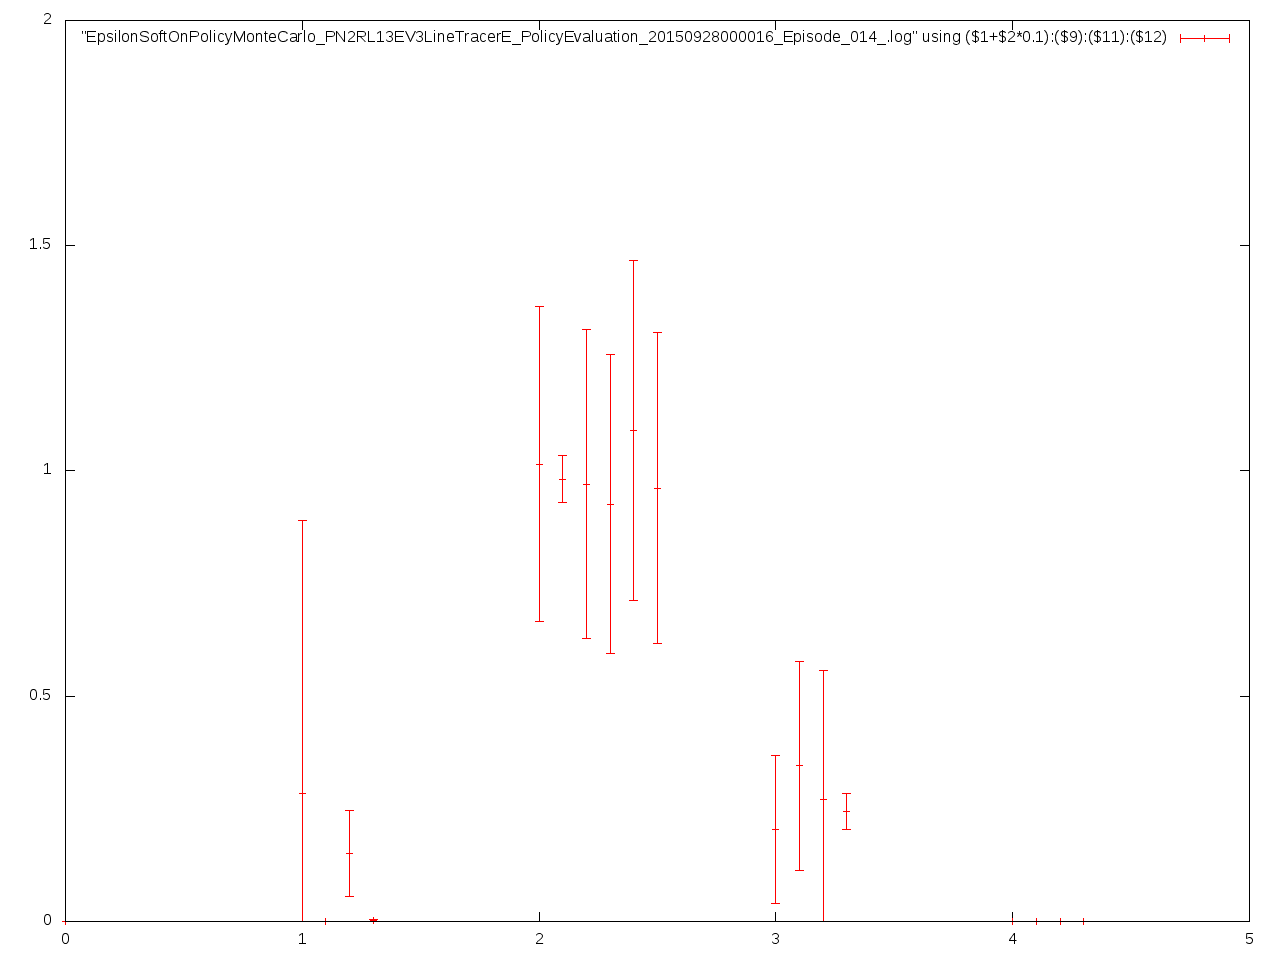 2
"EpsilonSoftOnPolicyMonteCarlo_PN2RL13EV3LineTracerE_PolicyEvaluation_20150928000016_Episode_014_.log" using ($1+$2*0.1):($9):($11):($12)
1.5
1
0.5
0
0 1 2 3 4 5